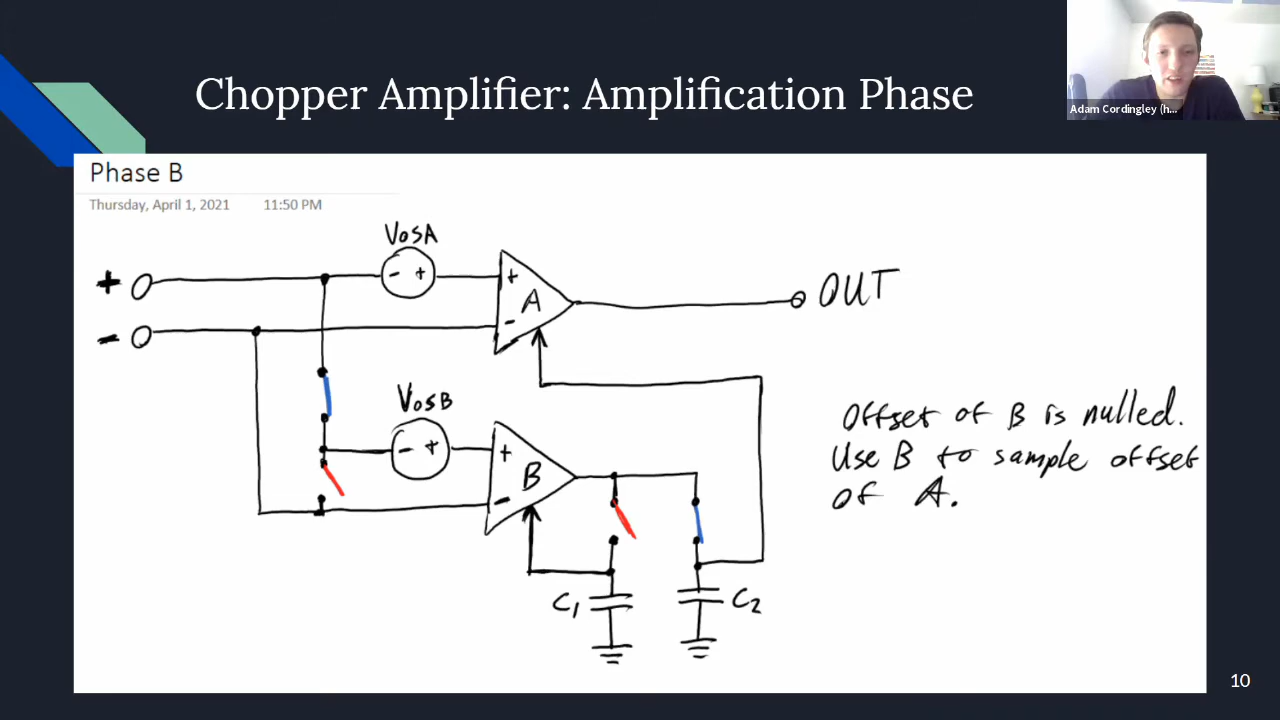 Chopper Amplifier: Amplification Phase
Adam Cordingley (h...
Phase B
Thursday, April 1, 2021 11:50 PM
VOSA
+ - + + A OUT
- -
VOSB
- + + B -
Offset of B is nulled.
Use B to sample offset
of A.
C1 C2
10